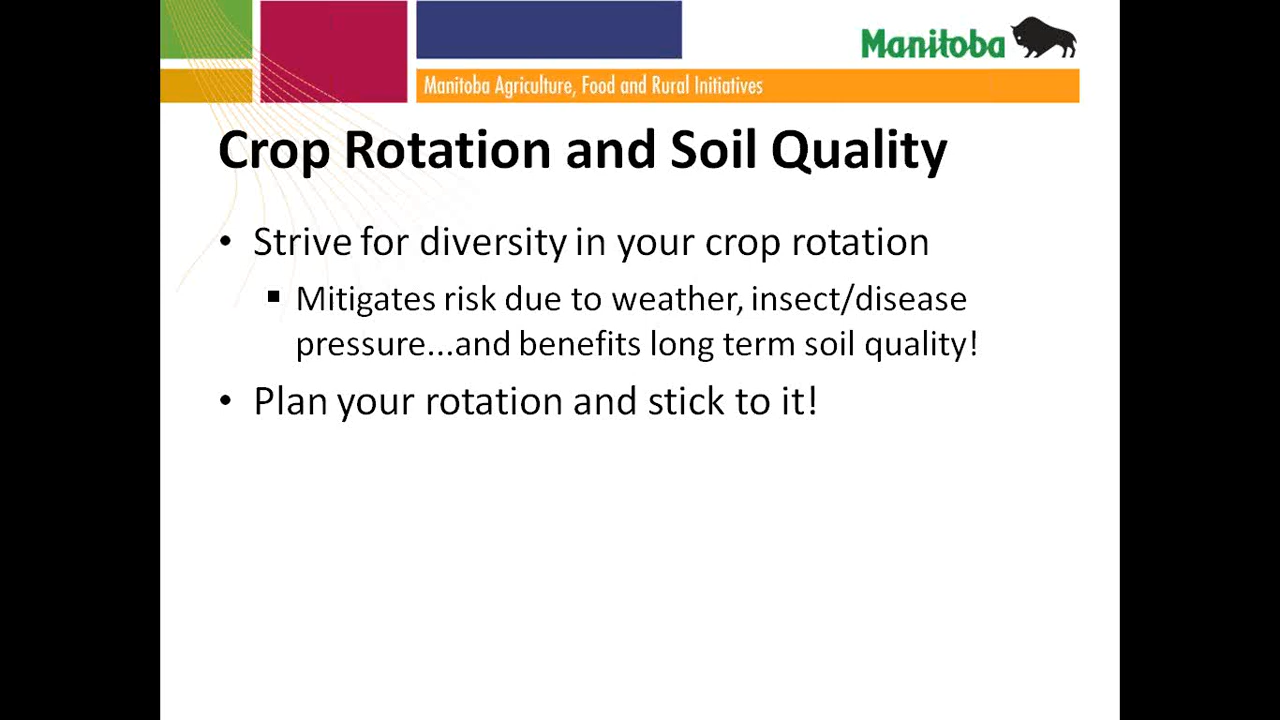 Manitoba
Manitoba Agriculture, Food and Rural Initiatives
Crop Rotation and Soil Quality
• Strive for diversity in your crop rotation
▪ Mitigates risk due to weather, insect/disease
pressure...and benefits long term soil quality!
• Plan your rotation and stick to it!